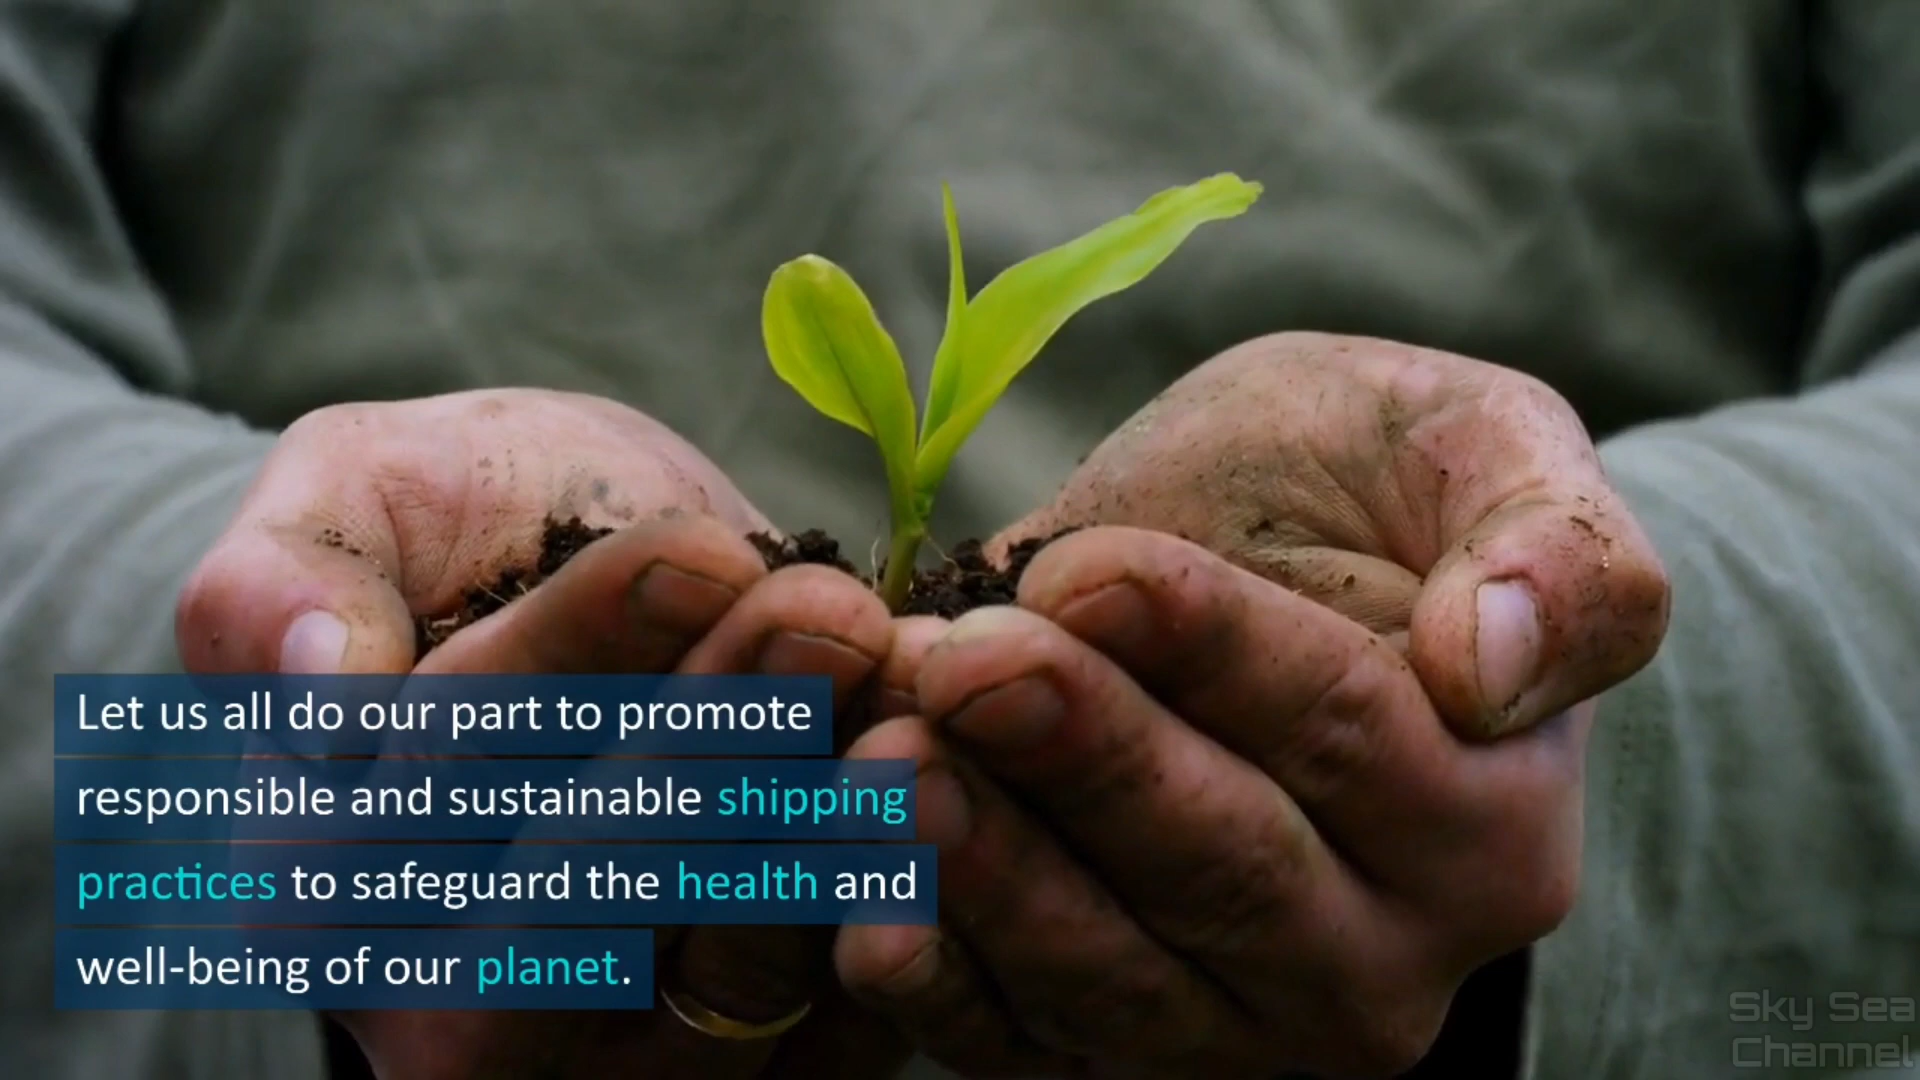 Let us all do our part to promote
responsible and sustainable shipping
practices to safeguard the health and
well-being of our planet.
Sky Sea
Channel